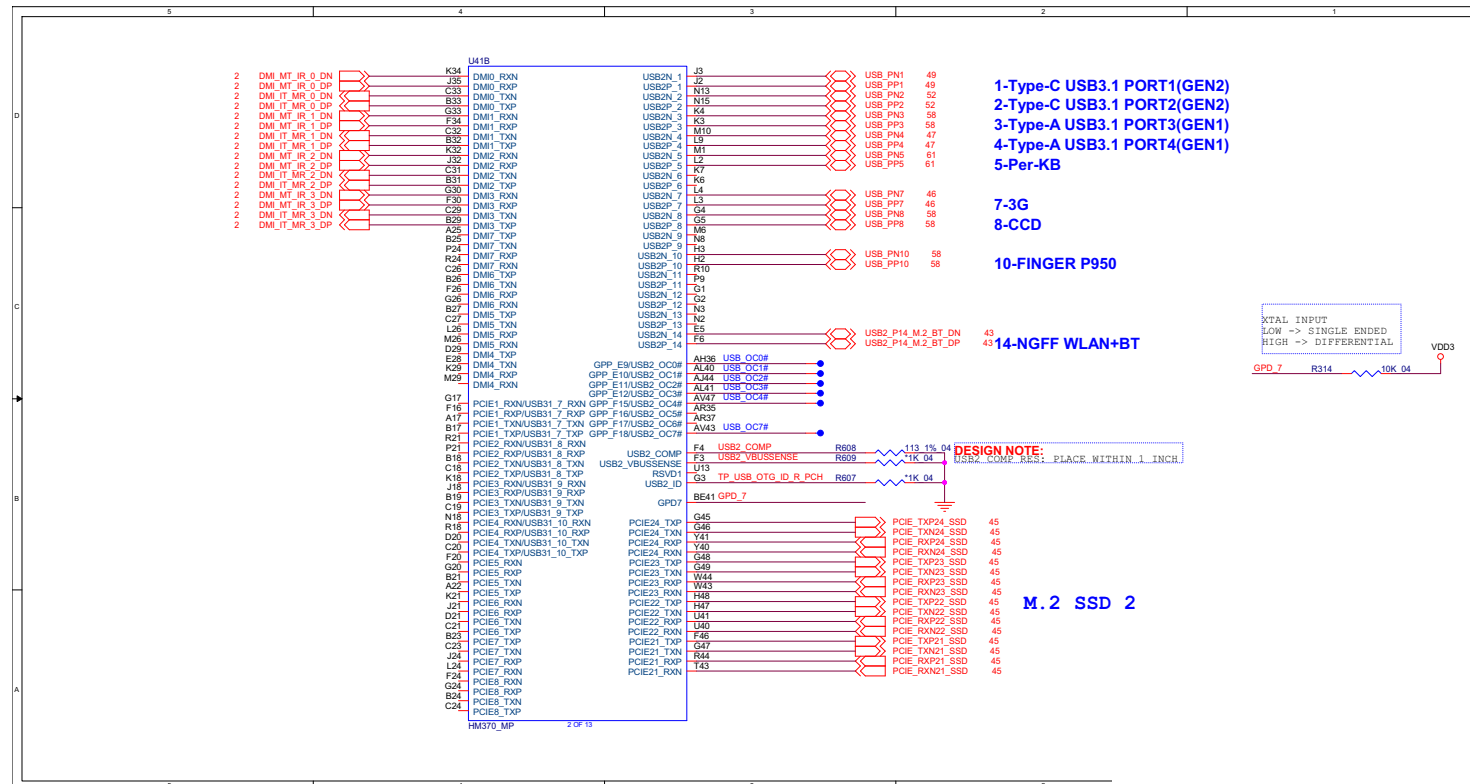 5 4 3 2 1
D
C
B
A
U41B
2 DMI_MT_IR_0_DN K34 DMI0_RXN
2 DMI_MT_IR_0_DP J35 DMI0_RXP
2 DMI_IT_MR_0_DN C33 DMI0_TXN
2 DMI_IT_MR_0_DP B33 DMI0_TXP
2 DMI_MT_IR_1_DN G33 DMI1_RXN
2 DMI_MT_IR_1_DP F34 DMI1_RXP
2 DMI_IT_MR_1_DN C32 DMI1_TXN
2 DMI_IT_MR_1_DP B32 DMI1_TXP
2 DMI_MT_IR_2_DN K32 DMI2_RXN
2 DMI_MT_IR_2_DP J32 DMI2_RXP
2 DMI_IT_MR_2_DN C31 DMI2_TXN
2 DMI_IT_MR_2_DP B31 DMI2_TXP
2 DMI_MT_IR_3_DN G30 DMI3_RXN
2 DMI_MT_IR_3_DP F30 DMI3_RXP
2 DMI_IT_MR_3_DN C29 DMI3_TXN
2 DMI_IT_MR_3_DP B29 DMI3_TXP
A25 DMI7_TXN
B25 DMI7_TXP
P24 DMI7_RXP
R24 DMI7_RXN
C26 DMI6_TXP
B26 DMI6_TXN
F26 DMI6_RXP
G26 DMI6_RXN
B27 DMI5_TXP
C27 DMI5_TXN
L26 DMI5_RXP
M26 DMI5_RXN
D29 DMI4_TXP
E28 DMI4_TXN
K29 DMI4_RXP
M29 DMI4_RXN
G17 PCIE1_RXN/USB31_7_RXN
F16 PCIE1_RXP/USB31_7_RXP
A17 PCIE1_TXN/USB31_7_TXN
B17 PCIE1_TXP/USB31_7_TXP
R21 PCIE2_RXN/USB31_8_RXN
P21 PCIE2_RXP/USB31_8_RXP
B18 PCIE2_TXN/USB31_8_TXN
C18 PCIE2_TXP/USB31_8_TXP
K18 PCIE3_RXN/USB31_9_RXN
J18 PCIE3_RXP/USB31_9_RXP
B19 PCIE3_TXN/USB31_9_TXN
C19 PCIE3_TXP/USB31_9_TXP
N18 PCIE4_RXN/USB31_10_RXN
R18 PCIE4_RXP/USB31_10_RXP
D20 PCIE4_TXN/USB31_10_TXN
C20 PCIE4_TXP/USB31_10_TXP
F20 PCIE5_RXN
G20 PCIE5_RXP
B21 PCIE5_TXN
A22 PCIE5_TXP
K21 PCIE6_RXN
J21 PCIE6_RXP
D21 PCIE6_TXN
C21 PCIE6_TXP
B23 PCIE7_TXP
C23 PCIE7_TXN
J24 PCIE7_RXP
L24 PCIE7_RXN
F24 PCIE8_RXN
G24 PCIE8_RXP
B24 PCIE8_TXN
C24 PCIE8_TXP
USB2N_1 J3 USB_PN1 49
USB2P_1 J2 USB_PP1 49
USB2N_2 N13 USB_PN2 52
USB2P_2 N15 USB_PP2 52
USB2N_3 K4 USB_PN3 58
USB2P_3 K3 USB_PP3 58
USB2N_4 M10 USB_PN4 47
USB2P_4 L9 USB_PP4 47
USB2N_5 M1 USB_PN5 61
USB2P_5 L2 USB_PP5 61
USB2N_6 K7
USB2P_6 K6
USB2N_7 L4 USB_PN7 46
USB2P_7 L3 USB_PP7 46
USB2N_8 G4 USB_PN8 58
USB2P_8 G5 USB_PP8 58
USB2N_9 M6
USB2P_9 N8
USB2N_10 H3 USB_PN10 58
USB2P_10 H2 USB_PP10 58
USB2N_11 R10
USB2P_11 P9
USB2N_12 G1
USB2P_12 G2
USB2N_13 N3
USB2P_13 N2
USB2N_14 E5 USB2_P14_M.2_BT_DN 43
USB2P_14 F6 USB2_P14_M.2_BT_DP 43
1-Type-C USB3.1 PORT1(GEN2)
2-Type-C USB3.1 PORT2(GEN2)
3-Type-A USB3.1 PORT3(GEN1)
4-Type-A USB3.1 PORT4(GEN1)
5-Per-KB
7-3G
8-CCD
10-FINGER P950
14-NGFF WLAN+BT
GPP_E9/USB2_OC0# AH36 USB_OC0#
GPP_E10/USB2_OC1# AL40 USB_OC1#
GPP_E11/USB2_OC2# AJ44 USB_OC2#
GPP_E12/USB2_OC3# AL41 USB_OC3#
GPP_F15/USB2_OC4# AV47 USB_OC4#
GPP_F16/USB2_OC5# AR35
GPP_F17/USB2_OC6# AR37
GPP_F18/USB2_OC7# AV43 USB_OC7#
USB2_COMP F4 USB2_COMP R608 113_1%_04
USB2_VBUSSENSE F3 USB2_VBUSSENSE R609 *1K_04
RSVD1 U13
USB2_ID G3 TP_USB_OTG_ID_R_PCH R607 *1K_04
GPD7 BE41 GPD_7
DESIGN NOTE:
USB2 COMP RES: PLACE WITHIN 1 INCH
XTAL INPUT
LOW -> SINGLE ENDED
HIGH -> DIFFERENTIAL
VDD3
GPD_7 R314 10K_04
PCIE24_TXP G45 PCIE_TXP24_SSD 45
PCIE24_TXN G46 PCIE_TXN24_SSD 45
PCIE24_RXP Y41 PCIE_RXP24_SSD 45
PCIE24_RXN Y40 PCIE_RXN24_SSD 45
PCIE23_TXP G48 PCIE_TXP23_SSD 45
PCIE23_TXN G49 PCIE_TXN23_SSD 45
PCIE23_RXP W44 PCIE_RXP23_SSD 45
PCIE23_RXN W43 PCIE_RXN23_SSD 45
PCIE22_TXP H48 PCIE_TXP22_SSD 45
PCIE22_TXN H47 PCIE_TXN22_SSD 45
PCIE22_RXP U41 PCIE_RXP22_SSD 45
PCIE22_RXN U40 PCIE_RXN22_SSD 45
PCIE21_TXP F46 PCIE_TXP21_SSD 45
PCIE21_TXN G47 PCIE_TXN21_SSD 45
PCIE21_RXP R44 PCIE_RXP21_SSD 45
PCIE21_RXN T43 PCIE_RXN21_SSD 45
M.2 SSD 2
HM370_MP 2 OF 13